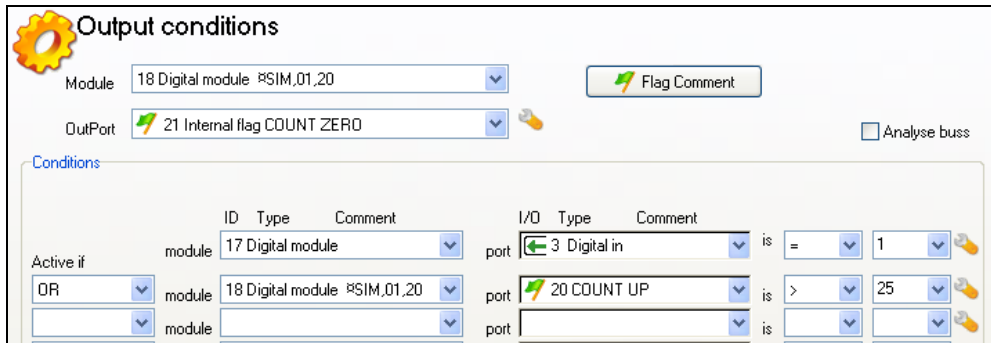 Output conditions
Module 18 Digital module ¤SIM,01,20 Flag Comment
OutPort 21 Internal flag COUNT ZERO Analyse buss
Conditions
ID Type Comment I/O Type Comment
module 17 Digital module port 3 Digital in is = 1
Active if
OR module 18 Digital module ¤SIM,01,20 port 20 COUNT UP is > 25
module port is